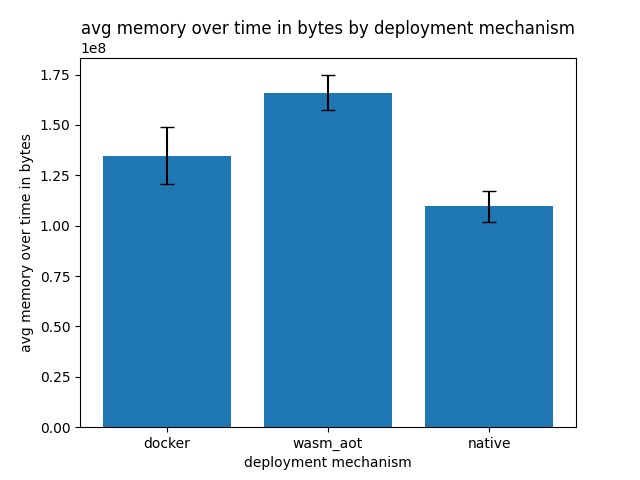 avg memory over time in bytes by deployment mechanism
1e8
1.75
1.50
1.25
1.00
0.75
0.50
0.25
0.00
avg memory over time in bytes
docker wasm_aot native
deployment mechanism